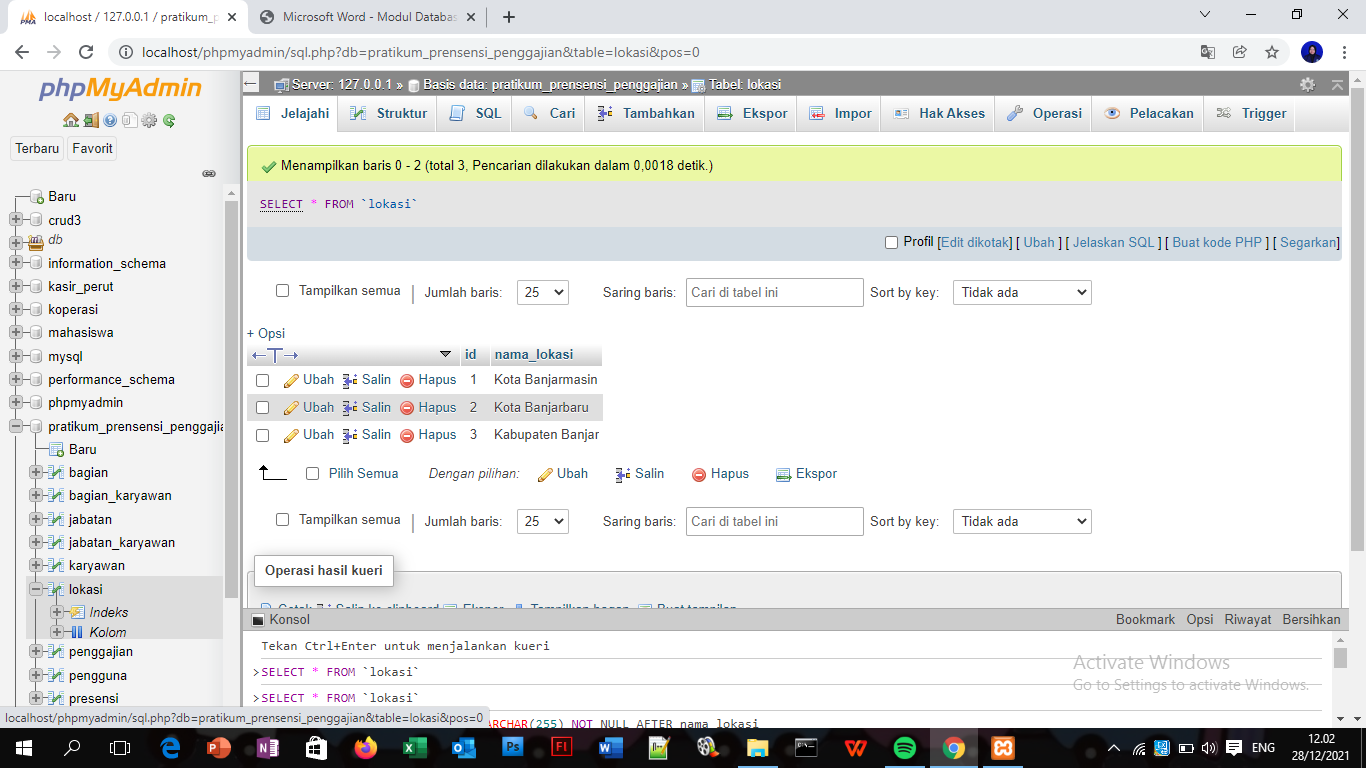 localhost / 127.0.0.1 / pratikum_p
Microsoft Word - Modul Databas
localhost/phpmyadmin/sql.php?db=pratikum_prensensi_penggajian&table=lokasi&pos=0
phpMyAdmin
Terbaru Favorit
Baru
crud3
db
information_schema
kasir_perut
koperasi
mahasiswa
mysql
performance_schema
phpmyadmin
pratikum_prensensi_penggajia
Baru
bagian
bagian_karyawan
jabatan
jabatan_karyawan
karyawan
lokasi
Indeks
Kolom
penggajian
pengguna
presensi
localhost/phpmyadmin/sql.php?db=pratikum_prensensi_penggajian&table=lokasi&pos=0
Server: 127.0.0.1 » Basis data: pratikum_prensensi_penggajian » Tabel: lokasi
Jelajahi Struktur SQL Cari Tambahkan Ekspor Impor Hak Akses Operasi Pelacakan Trigger
Menampilkan baris 0 - 2 (total 3, Pencarian dilakukan dalam 0,0018 detik.)
SELECT * FROM `lokasi`
Profil [Edit dikotak] [ Ubah ] [ Jelaskan SQL ] [ Buat kode PHP ] [ Segarkan]
Tampilkan semua | Jumlah baris: 25 Saring baris: Cari di tabel ini Sort by key: Tidak ada
+ Opsi
←T→ id nama_lokasi
Ubah Salin Hapus 1 Kota Banjarmasin
Ubah Salin Hapus 2 Kota Banjarbaru
Ubah Salin Hapus 3 Kabupaten Banjar
Pilih Semua Dengan pilihan: Ubah Salin Hapus Ekspor
Tampilkan semua | Jumlah baris: 25 Saring baris: Cari di tabel ini Sort by key: Tidak ada
Operasi hasil kueri
Cetak Salin ke clipboard Ekspor Tampilkan bagan Buat tampilan
Konsol Bookmark Opsi Riwayat Bersihkan
Tekan Ctrl+Enter untuk menjalankan kueri
>SELECT * FROM `lokasi`
>SELECT * FROM `lokasi`
ARCHAR(255) NOT NULL AFTER nama_lokasi
Activate Windows
Go to Settings to activate Windows.
ENG
12.02
28/12/2021